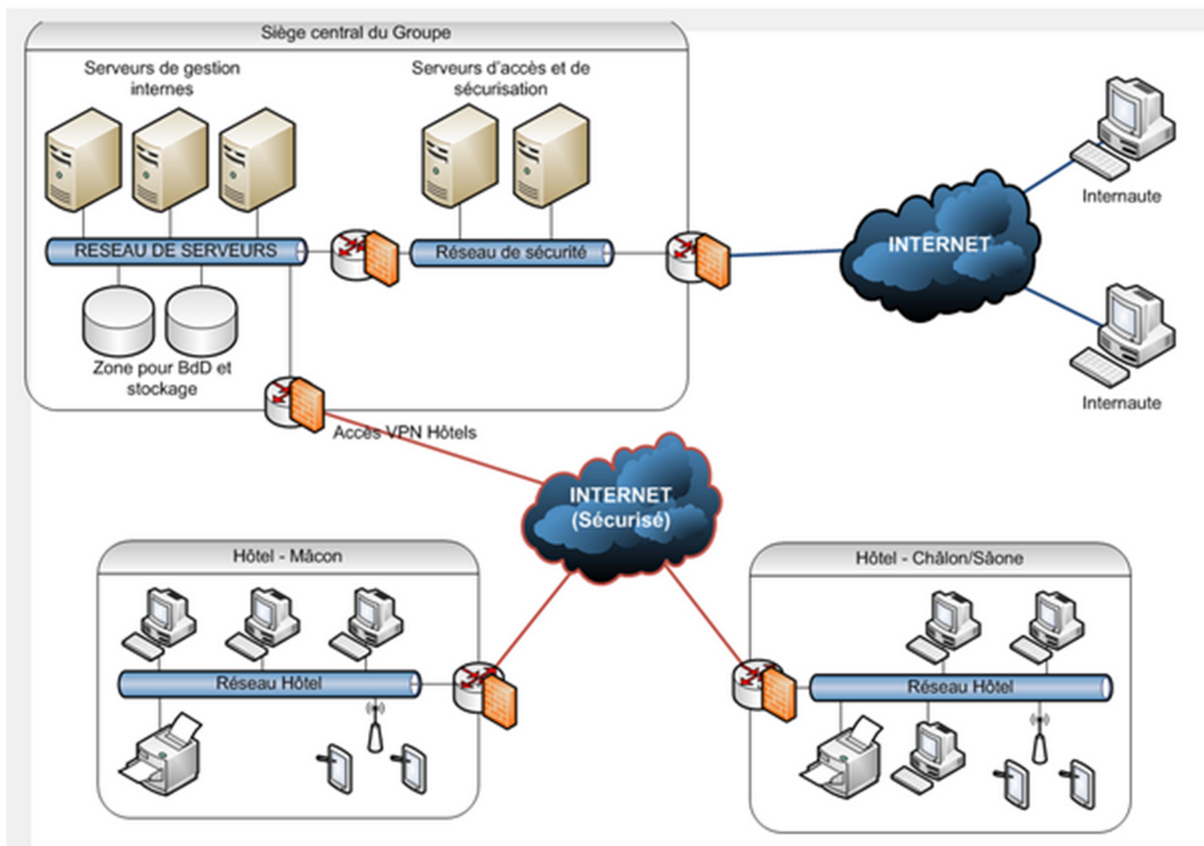 Siège central du Groupe
Serveurs de gestion
internes
Serveurs d'accès et de
sécurisation
RESEAU DE SERVEURS
Réseau de sécurité
INTERNET
Internaute
Internaute
Zone pour BdD et
stockage
Accès VPN Hôtels
INTERNET
(Sécurisé)
Hôtel - Mâcon
Réseau Hôtel
Hôtel - Châlon/Sâone
Réseau Hôtel